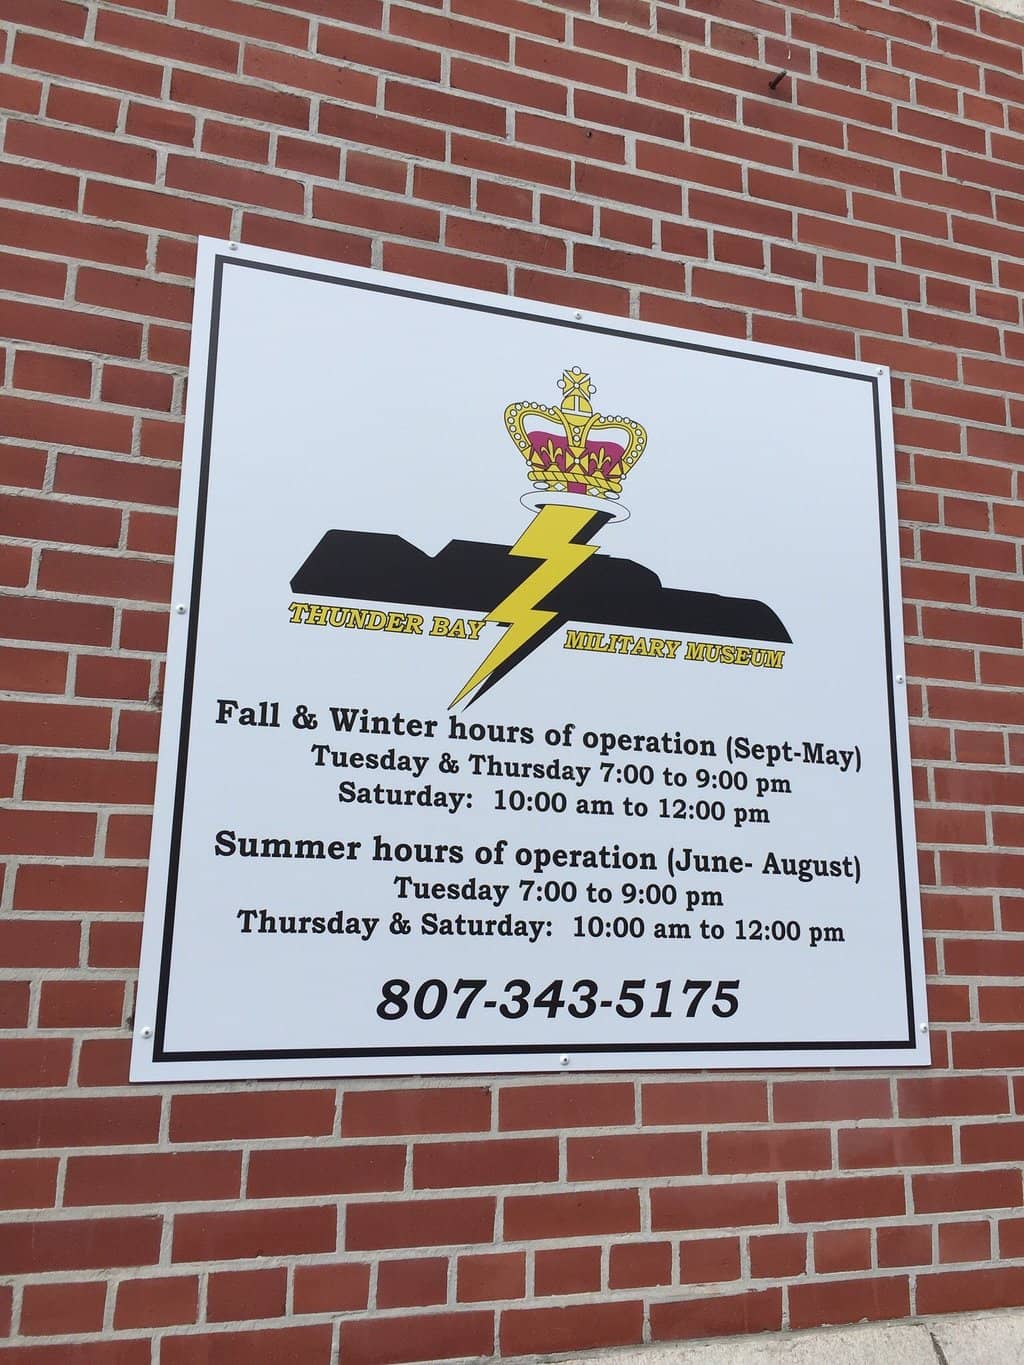 THUNDER BAY MILITARY MUSEUM
Fall & Winter hours of operation (Sept-May)
Tuesday & Thursday 7:00 to 9:00 pm
Saturday: 10:00 am to 12:00 pm
Summer hours of operation (June- August)
Tuesday 7:00 to 9:00 pm
Thursday & Saturday: 10:00 am to 12:00 pm
807-343-5175